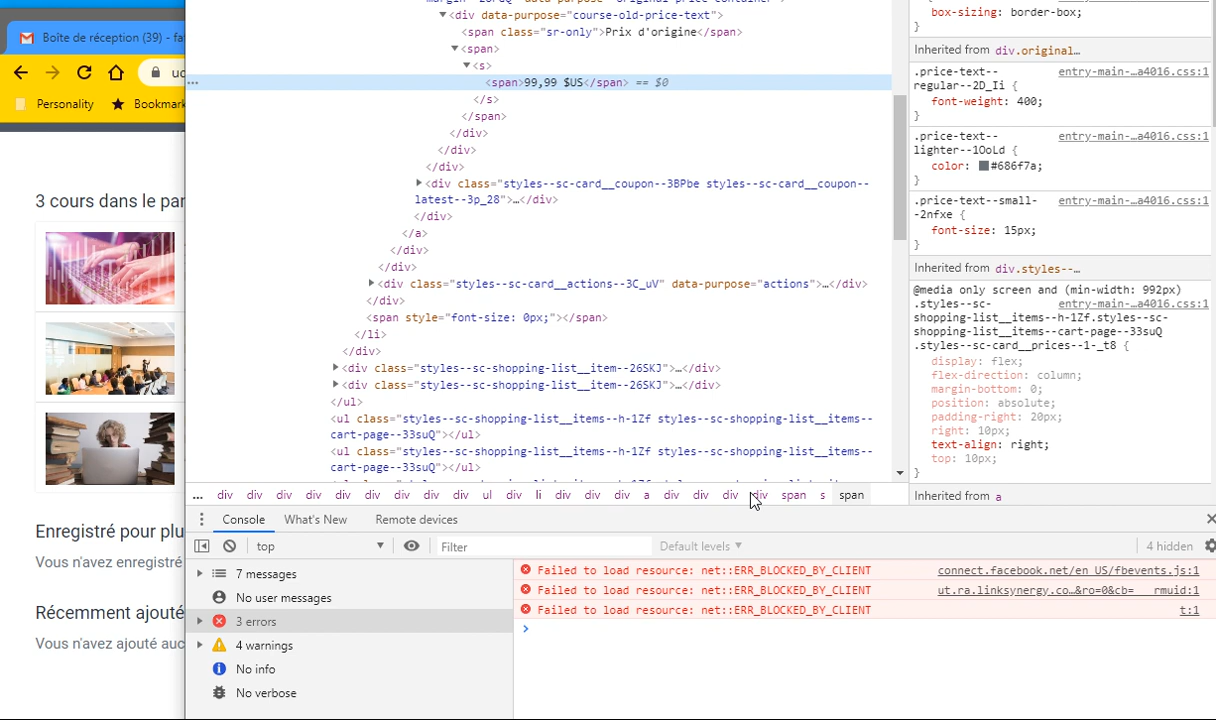 Boîte de réception (39) - fa
uc
Personality
Bookmark
3 cours dans le par
Enregistré pour plu
Vous n'avez enregistré
Récemment ajouté
Vous n'avez ajouté auc
▼<div data-purpose="course-old-price-text">
<span class="sr-only">Prix d'origine</span>
▼<span>
▼<s>
… <span>99,99 $US</span> == $0
</s>
</span>
</div>
</div>
</div>
▶<div class="styles--sc-card__coupon--3BPbe styles--sc-card__coupon--
latest--3p_28">…</div>
</div>
</a>
</div>
</div>
▶<div class="styles--sc-card__actions--3C_uV" data-purpose="actions">…</div>
</div>
<span style="font-size: 0px;"></span>
</li>
</div>
▶<div class="styles--sc-shopping-list__item--26SKJ">…</div>
▶<div class="styles--sc-shopping-list__item--26SKJ">…</div>
</ul>
<ul class="styles--sc-shopping-list__items--h-1Zf styles--sc-shopping-list__items--
cart-page--33suQ"></ul>
<ul class="styles--sc-shopping-list__items--h-1Zf styles--sc-shopping-list__items--
cart-page--33suQ"></ul>
… div div div div div div div div div ul div li div div div a div div div div span s span
box-sizing: border-box;
}
Inherited from div.original…
.price-text-- entry-main-…a4016.css:1
regular--2D_Ii {
font-weight: 400;
}
.price-text-- entry-main-…a4016.css:1
lighter--1OoLd {
color: #686f7a;
}
.price-text--small- entry-main-…a4016.css:1
-2nfxe {
font-size: 15px;
}
Inherited from div.styles--…
@media only screen and (min-width: 992px)
.styles--sc- entry-main-…a4016.css:1
shopping-list__items--h-1Zf.styles--sc-
shopping-list__items--cart-page--33suQ
.styles--sc-card__prices--1-_t8 {
display: flex;
flex-direction: column;
margin-bottom: 0;
position: absolute;
padding-right: 20px;
right: 10px;
text-align: right;
top: 10px;
}
Inherited from a
Console What's New Remote devices
top ▼ Filter Default levels ▼ 4 hidden
7 messages
No user messages
3 errors
4 warnings
No info
No verbose
Failed to load resource: net::ERR_BLOCKED_BY_CLIENT connect.facebook.net/en_US/fbevents.js:1
Failed to load resource: net::ERR_BLOCKED_BY_CLIENT ut.ra.linksynergy.co…&ro=0&cb=__rmuid:1
Failed to load resource: net::ERR_BLOCKED_BY_CLIENT t:1
>